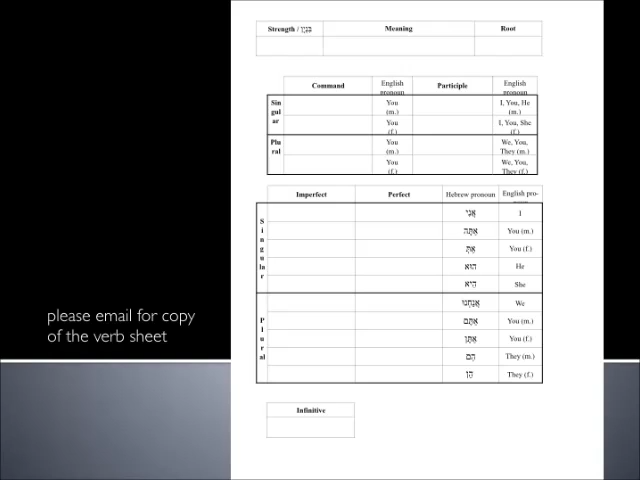 Strength / בִּנְיָן Meaning Root
Command English pronoun Participle English pronoun
Singular You (m.) I, You, He (m.)
You (f.) I, You, She (f.)
Plural You (m.) We, You, They (m.)
You (f.) We, You, They (f.)
Imperfect Perfect Hebrew pronoun English pro-
Singular
אֲנִי I
אַתָּה You (m.)
אַתְּ You (f.)
הוּא He
הִיא She
Plural
אֲנַחְנוּ We
אַתֶּם You (m.)
אַתֶּן You (f.)
הֵם They (m.)
הֵן They (f.)
Infinitive
please email for copy
of the verb sheet